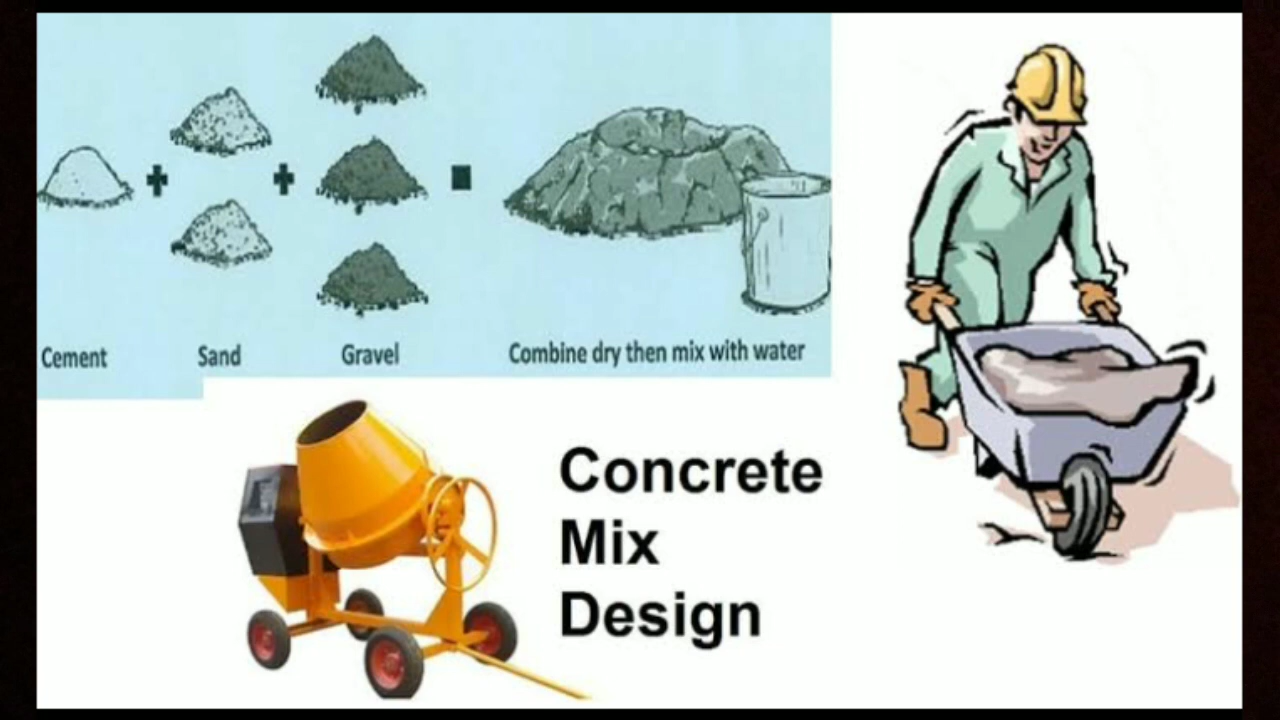 Cement
Sand
Gravel
Combine dry then mix with water
Concrete
Mix
Design